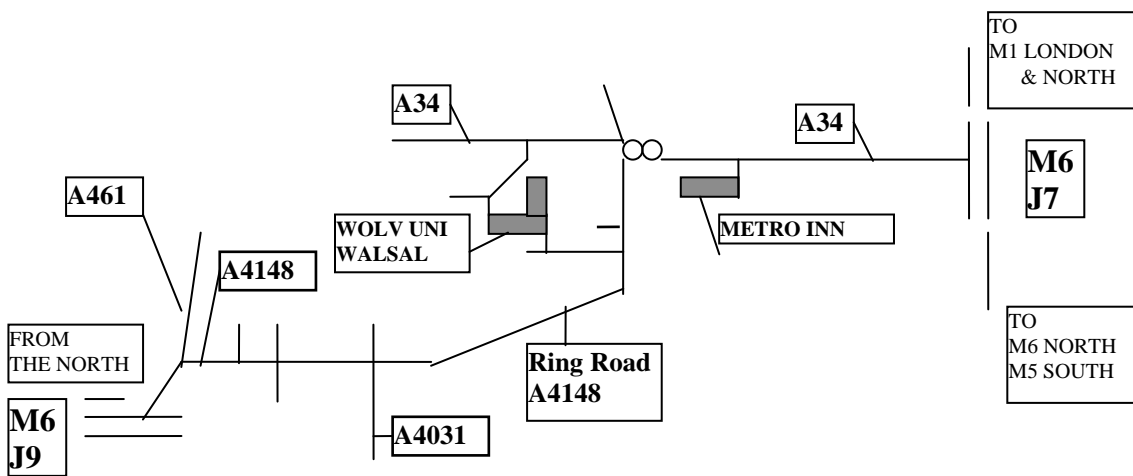 TO
M1 LONDON
& NORTH
A34
A34
M6
J7
A461
WOLV UNI
WALSAL
METRO INN
A4148
FROM
THE NORTH
TO
M6 NORTH
M5 SOUTH
Ring Road
A4148
M6
J9
A4031